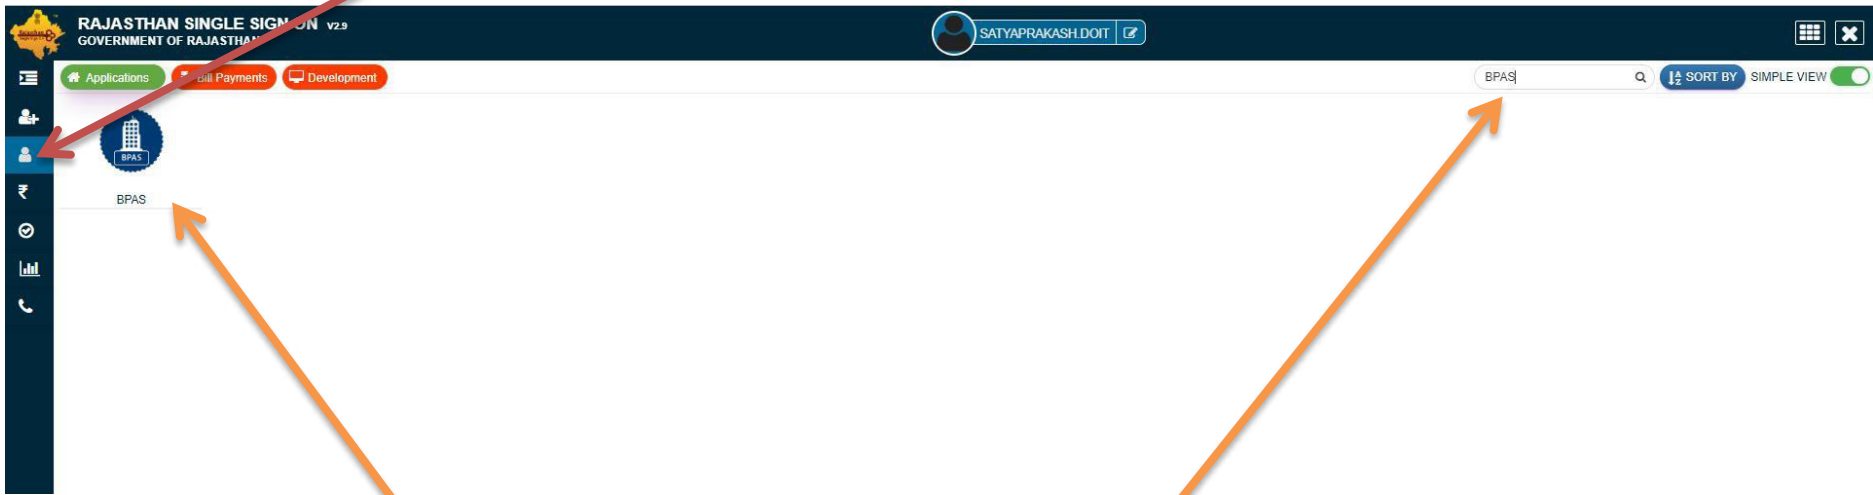 RAJASTHAN SINGLE SIGN ON V2.9
GOVERNMENT OF RAJASTHAN
SATYAPRAKASH.DOIT
Applications
Bill Payments
Development
BPAS
SORT BY
SIMPLE VIEW
BPAS
BPAS